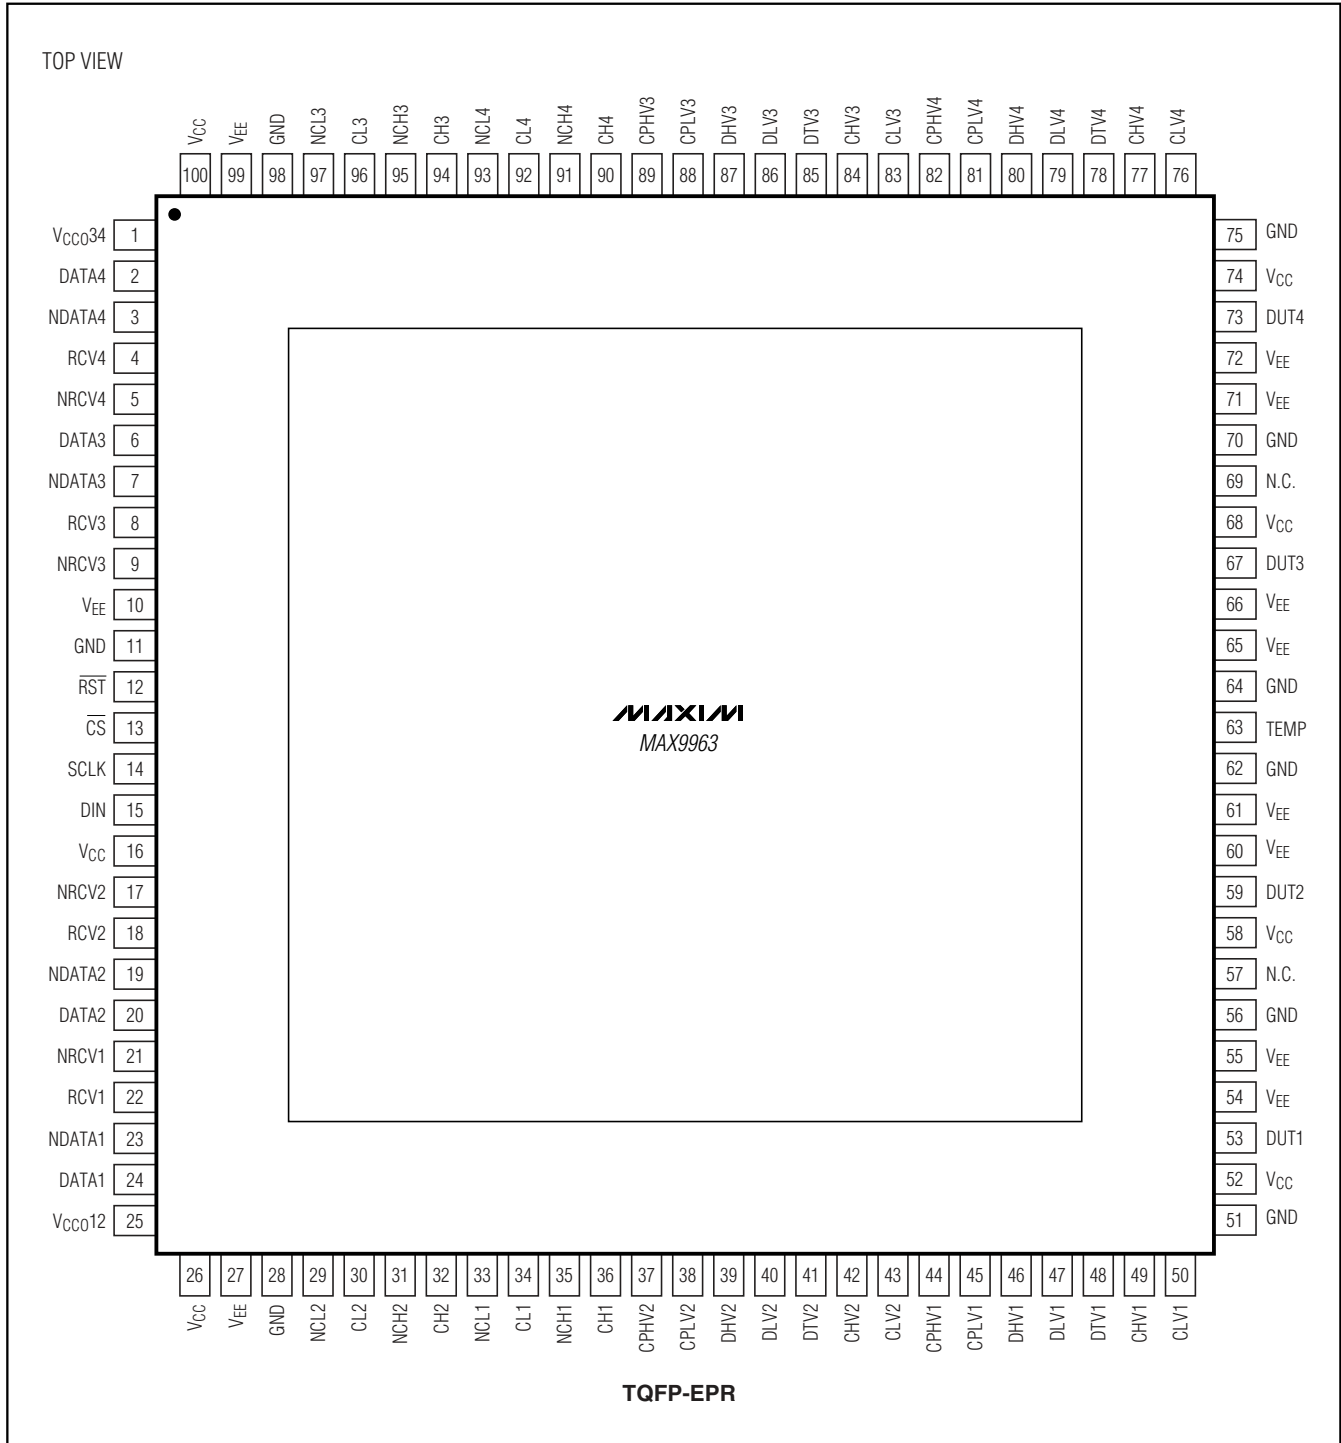 TOP VIEW
VCC
VEE
GND
NCL3
CL3
NCH3
CH3
NCL4
CL4
NCH4
CH4
CPHV3
CPLV3
DHV3
DLV3
DTV3
CHV3
CLV3
CPHV4
CPLV4
DHV4
DLV4
DTV4
CHV4
CLV4
100 99 98 97 96 95 94 93 92 91 90 89 88 87 86 85 84 83 82 81 80 79 78 77 76
VCCO34 1
DATA4 2
NDATA4 3
RCV4 4
NRCV4 5
DATA3 6
NDATA3 7
RCV3 8
NRCV3 9
VEE 10
GND 11
RST 12
CS 13
SCLK 14
DIN 15
VCC 16
NRCV2 17
RCV2 18
NDATA2 19
DATA2 20
NRCV1 21
RCV1 22
NDATA1 23
DATA1 24
VCCO12 25
MAXIM
MAX9963
75 GND
74 VCC
73 DUT4
72 VEE
71 VEE
70 GND
69 N.C.
68 VCC
67 DUT3
66 VEE
65 VEE
64 GND
63 TEMP
62 GND
61 VEE
60 VEE
59 DUT2
58 VCC
57 N.C.
56 GND
55 VEE
54 VEE
53 DUT1
52 VCC
51 GND
26 27 28 29 30 31 32 33 34 35 36 37 38 39 40 41 42 43 44 45 46 47 48 49 50
VCC
VEE
GND
NCL2
CL2
NCH2
CH2
NCL1
CL1
NCH1
CH1
CPHV2
CPLV2
DHV2
DLV2
DTV2
CHV2
CLV2
CPHV1
CPLV1
DHV1
DLV1
DTV1
CHV1
CLV1
TQFP-EPR